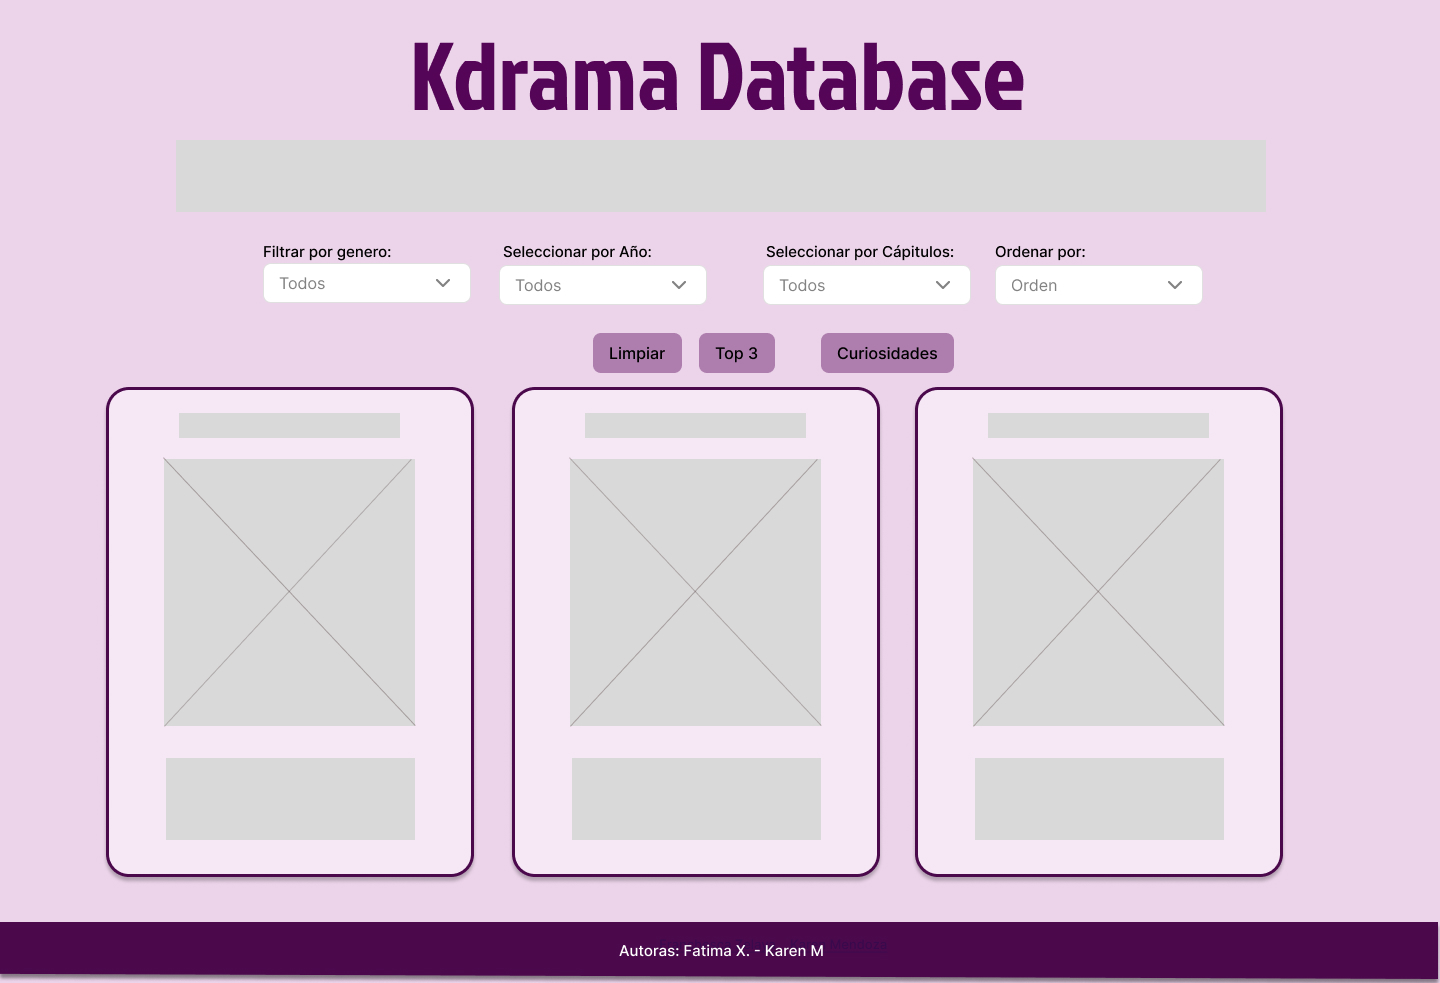 Kdrama Database
Filtrar por genero: Seleccionar por Año: Seleccionar por Cápitulos: Ordenar por:
Todos Todos Todos Orden
Limpiar Top 3 Curiosidades
Autoras: Fatima X. - Karen M